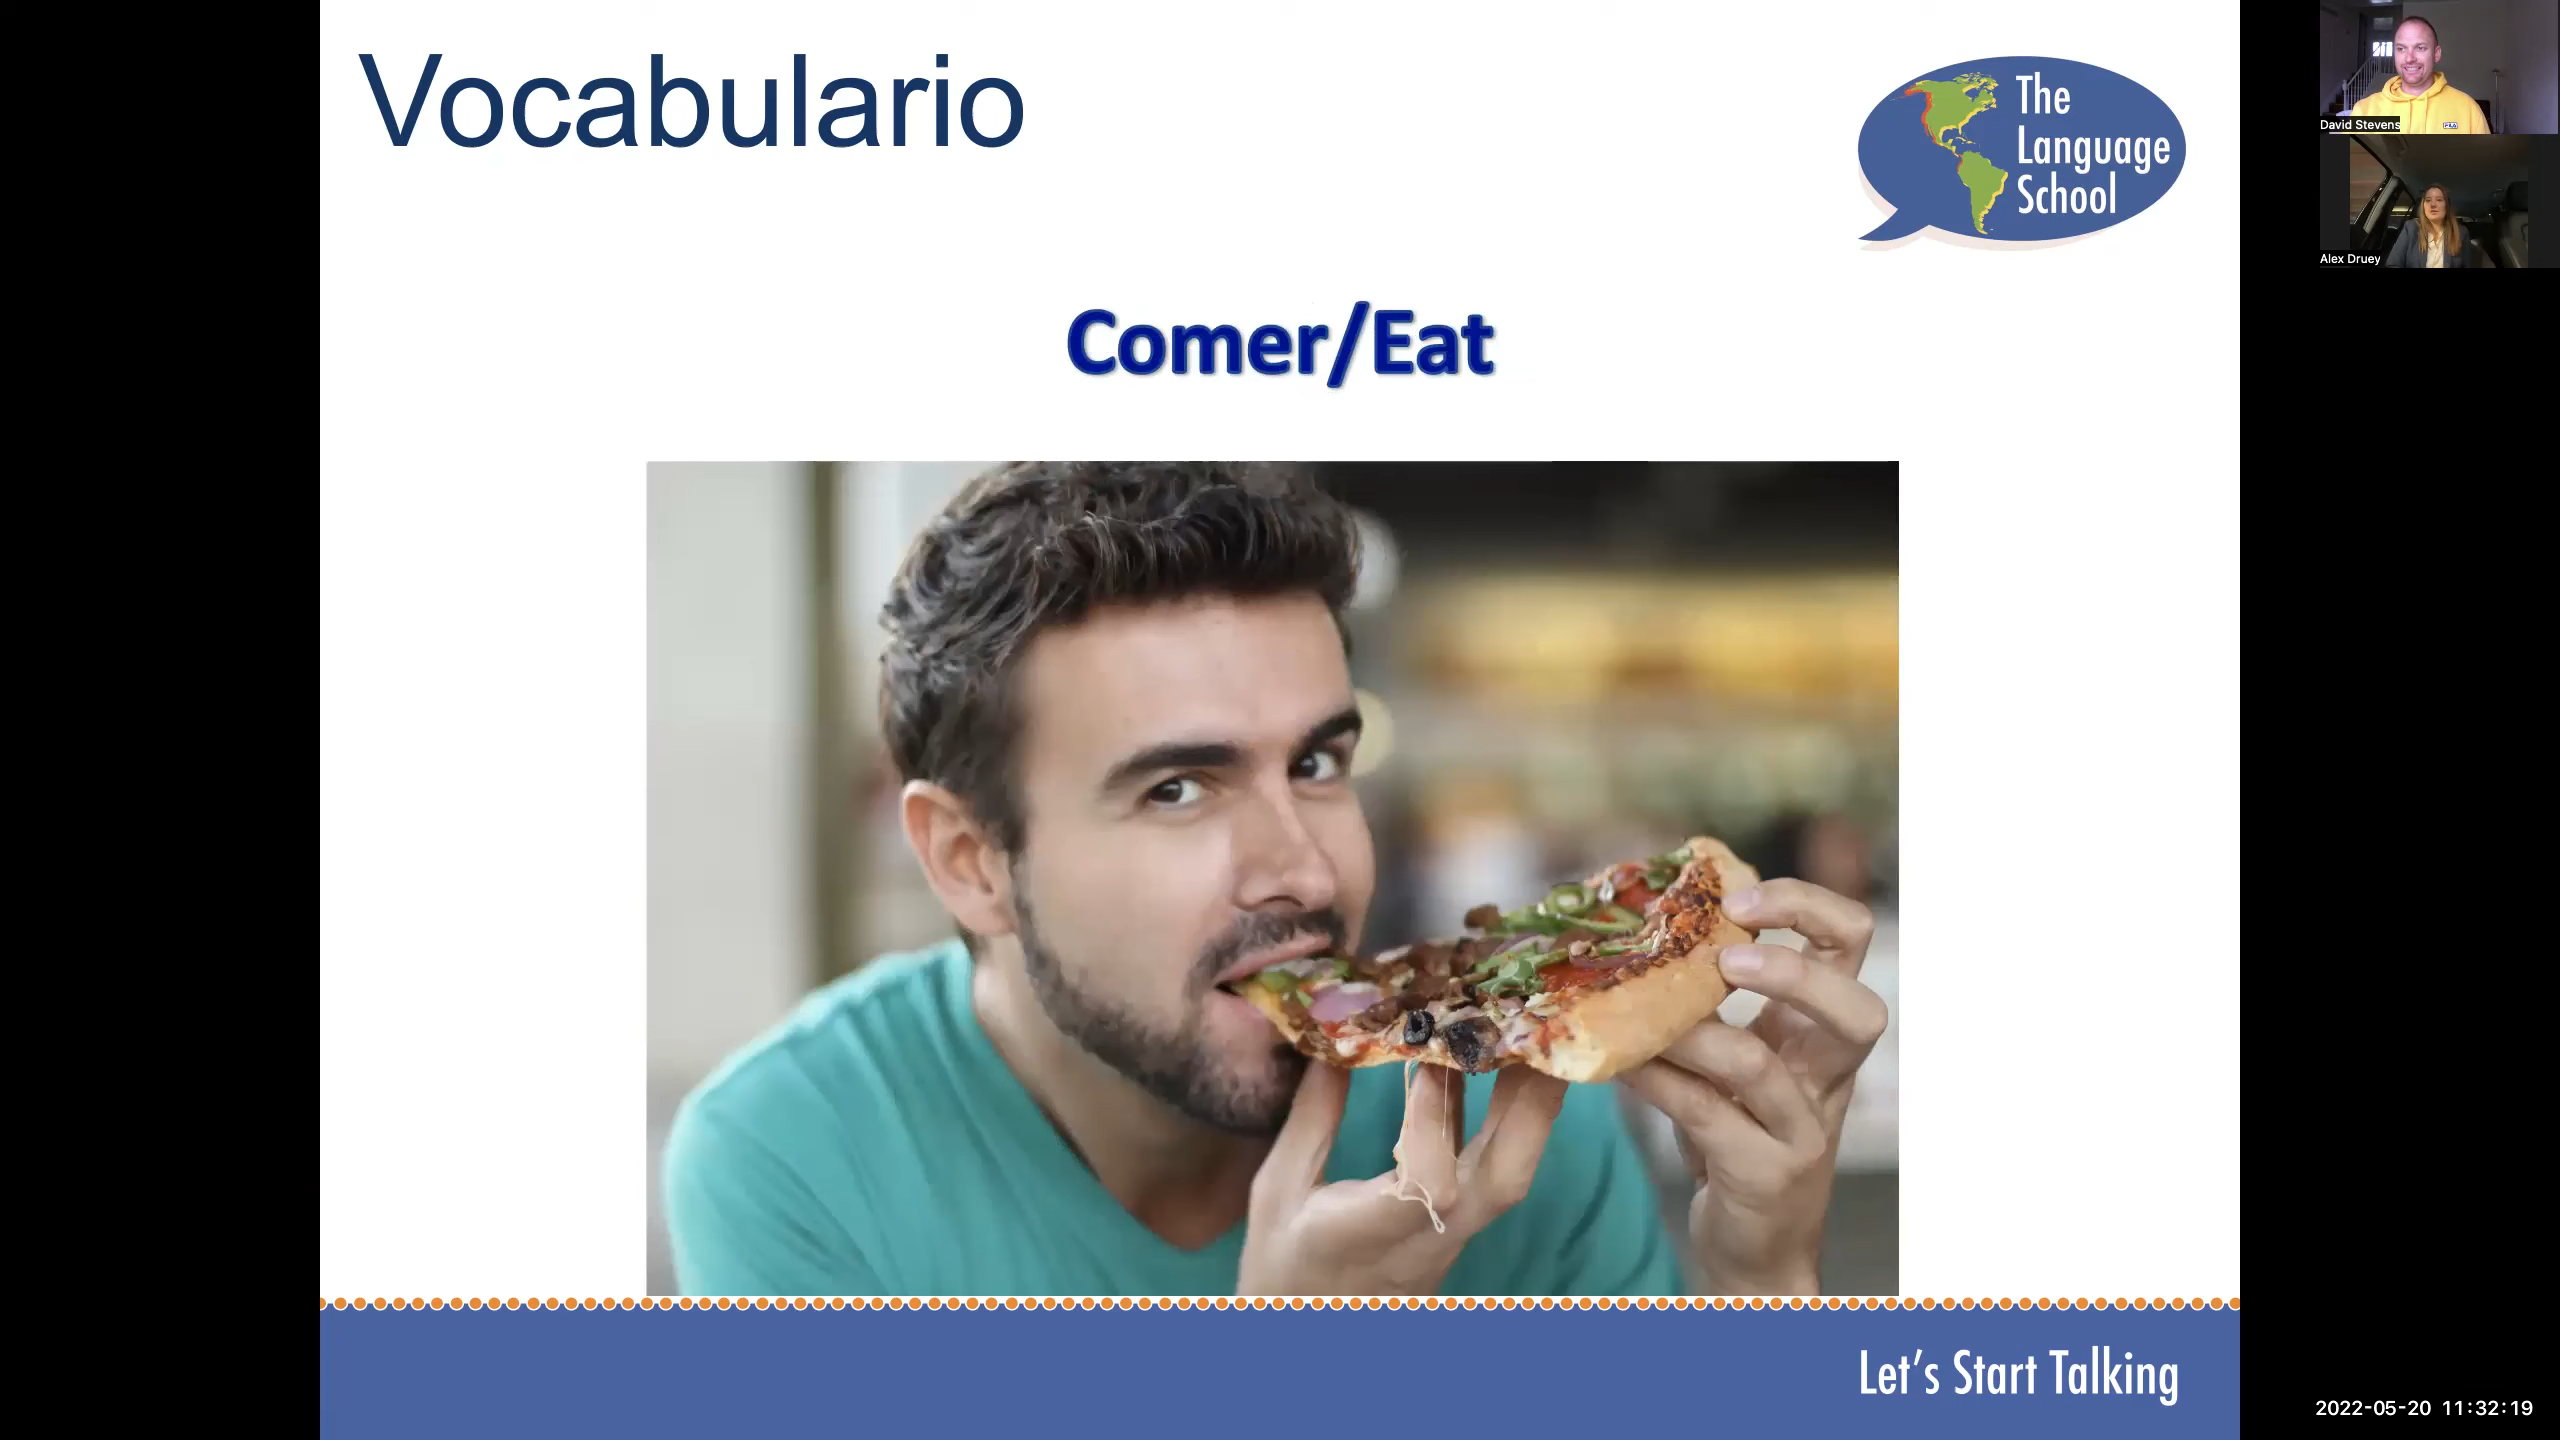 Vocabulario
The
Language
School
David Stevens
Alex Druey
Comer/Eat
Let's Start Talking
2022-05-20 11:32:19